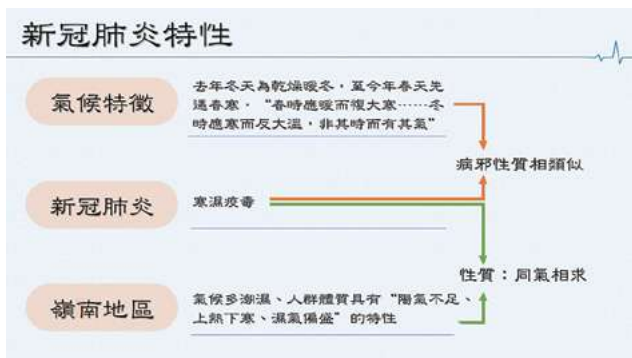 新冠肺炎特性
氣候特徵
去年冬天為乾燥暖冬，至今年春天先
遇春寒。“春時應暖而復大寒……冬
時應寒而反大溫，非其時而有其氣”
病邪性質相類似
新冠肺炎
寒濕疫毒
性質：同氣相求
嶺南地區
氣候多潮濕、人群體質具有“陽氣不足、
上熱下寒、濕氣偏盛”的特性